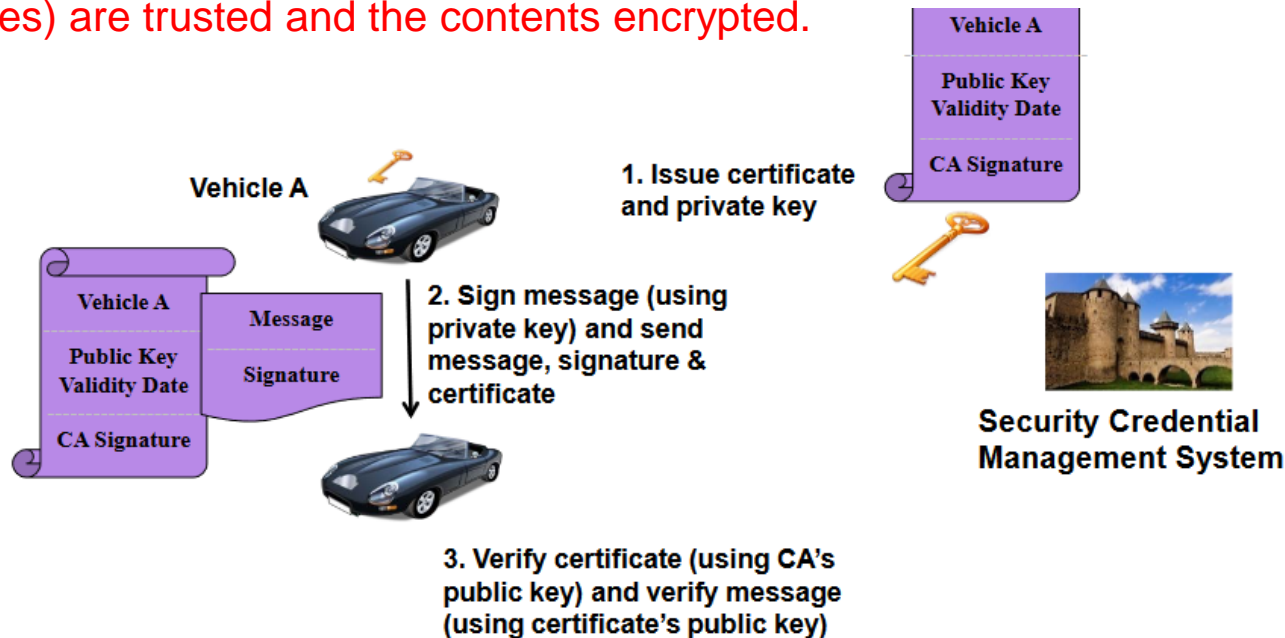 es) are trusted and the contents encrypted.
Vehicle A
Public Key
Validity Date
CA Signature
1. Issue certificate
and private key
Vehicle A
Vehicle A
Public Key
Validity Date
CA Signature
Message
Signature
2. Sign message (using
private key) and send
message, signature &
certificate
Security Credential
Management System
3. Verify certificate (using CA’s
public key) and verify message
(using certificate’s public key)